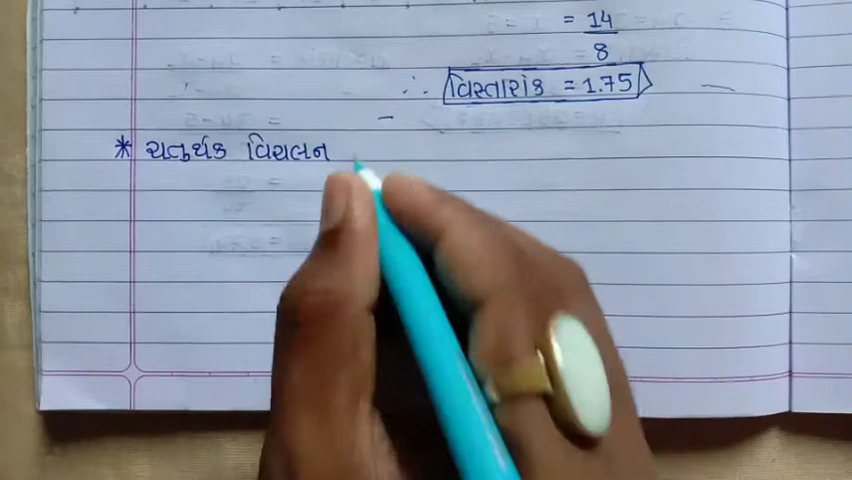 = 14
8
∴ વિસ્તારાંક = 1.75
* ચતુર્થક વિચલન